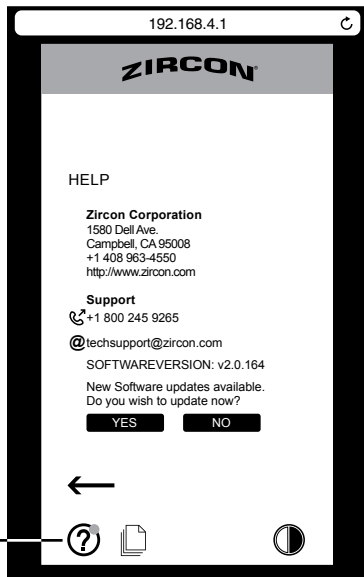 192.168.4.1
ZIRCON®
HELP
Zircon Corporation
1580 Dell Ave.
Campbell, CA 95008
+1 408 963-4550
http://www.zircon.com
Support
+1 800 245 9265
@techsupport@zircon.com
SOFTWAREVERSION: v2.0.164
New Software updates available.
Do you wish to update now?
YES NO
?